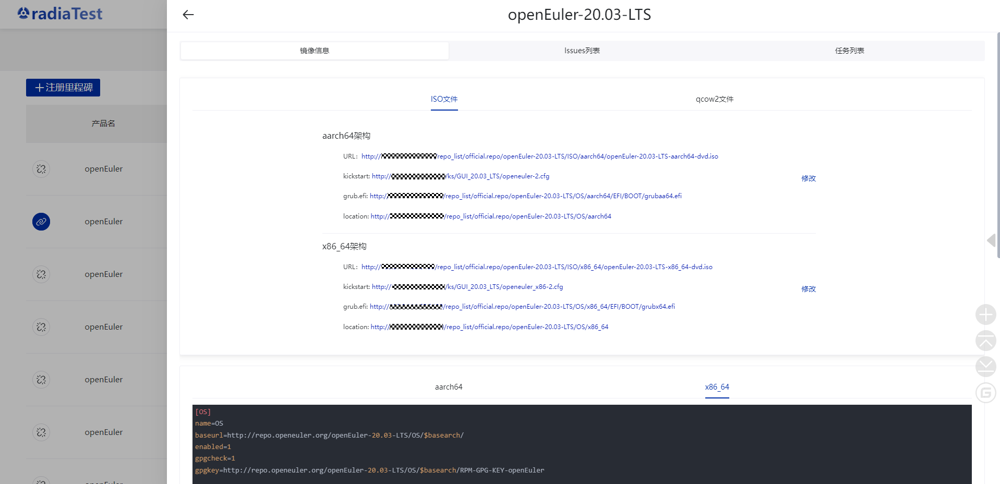 radiaTest
openEuler-20.03-LTS
镜像信息
Issues列表
任务列表
注册里程碑
产品名
openEuler
openEuler
openEuler
openEuler
openEuler
openEuler
openEuler
ISO文件
qcow2文件
aarch64架构
URL: http:// /repo_list/official.repo/openEuler-20.03-LTS/ISO/aarch64/openEuler-20.03-LTS-aarch64-dvd.iso
kickstart: http:// /ks/GUI_20.03_LTS/openeuler-2.cfg
修改
grub.efi: http:// /repo_list/official.repo/openEuler-20.03-LTS/OS/aarch64/EFI/BOOT/grubaa64.efi
location: http:// /repo_list/official.repo/openEuler-20.03-LTS/OS/aarch64
x86_64架构
URL: http:// /repo_list/official.repo/openEuler-20.03-LTS/ISO/x86_64/openEuler-20.03-LTS-x86_64-dvd.iso
kickstart: http:// /ks/GUI_20.03_LTS/openeuler_x86-2.cfg
修改
grub.efi: http:// /repo_list/official.repo/openEuler-20.03-LTS/OS/x86_64/EFI/BOOT/grubx64.efi
location: http:// /repo_list/official.repo/openEuler-20.03-LTS/OS/x86_64
aarch64
x86_64
[OS]
name=OS
baseurl=http://repo.openeuler.org/openEuler-20.03-LTS/OS/$basearch/
enabled=1
gpgcheck=1
gpgkey=http://repo.openeuler.org/openEuler-20.03-LTS/OS/$basearch/RPM-GPG-KEY-openEuler